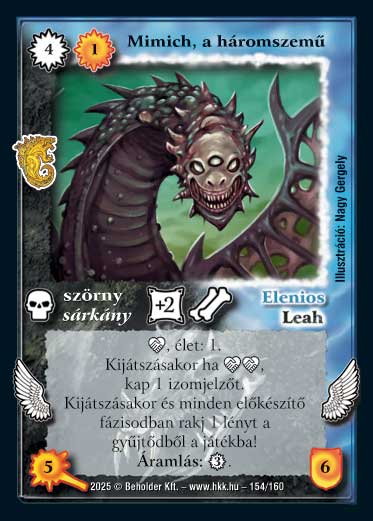 4 1 Mimich, a háromszemű
Illusztráció: Nagy Gergely
szörny +2 Elenios
sárkány Leah
, élet: 1.
Kijátszásakor ha ,
kap 1 izomjelzőt.
Kijátszásakor és minden előkészítő
fázisodban rakj 1 lényt a
gyűjtődből a játékba!
Áramlás: 3.
5 6
2025 © Beholder Kft. – www.hkk.hu – 154/160